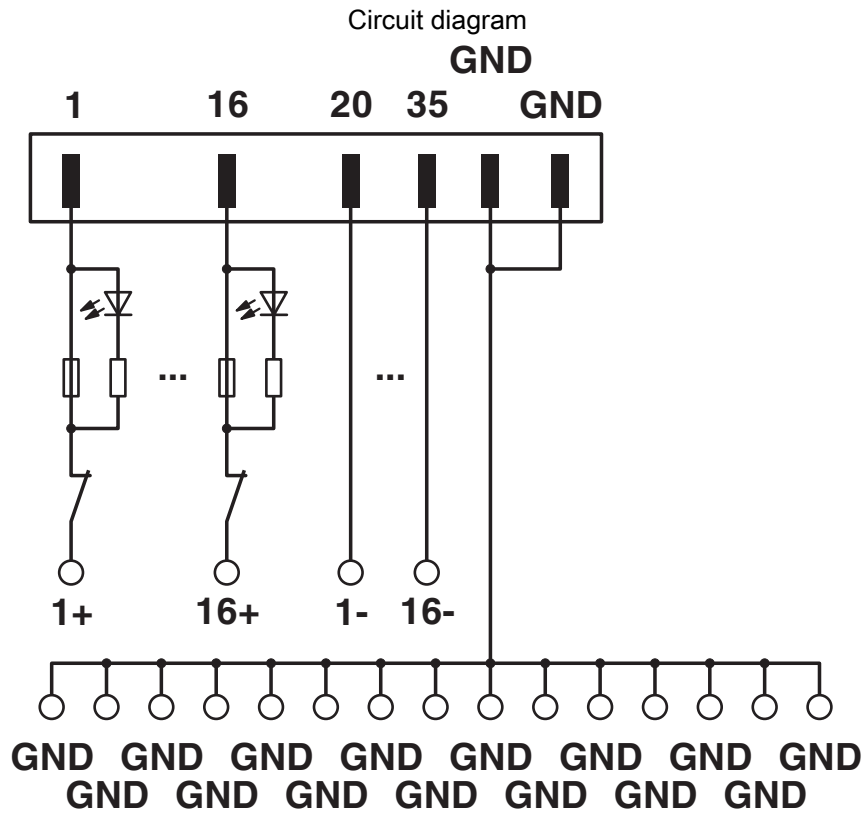 Circuit diagram
GND
1 16 20 35 GND
... ...
1+ 16+ 1- 16-
GND GND GND GND GND GND GND GND
GND GND GND GND GND GND GND